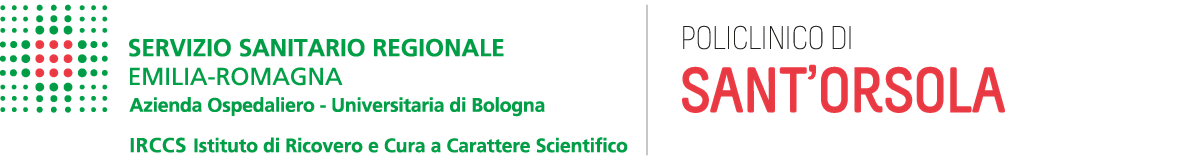 SERVIZIO SANITARIO REGIONALE
EMILIA-ROMAGNA
Azienda Ospedaliero - Universitaria di Bologna
IRCCS Istituto di Ricovero e Cura a Carattere Scientifico
POLICLINICO DI
SANT'ORSOLA